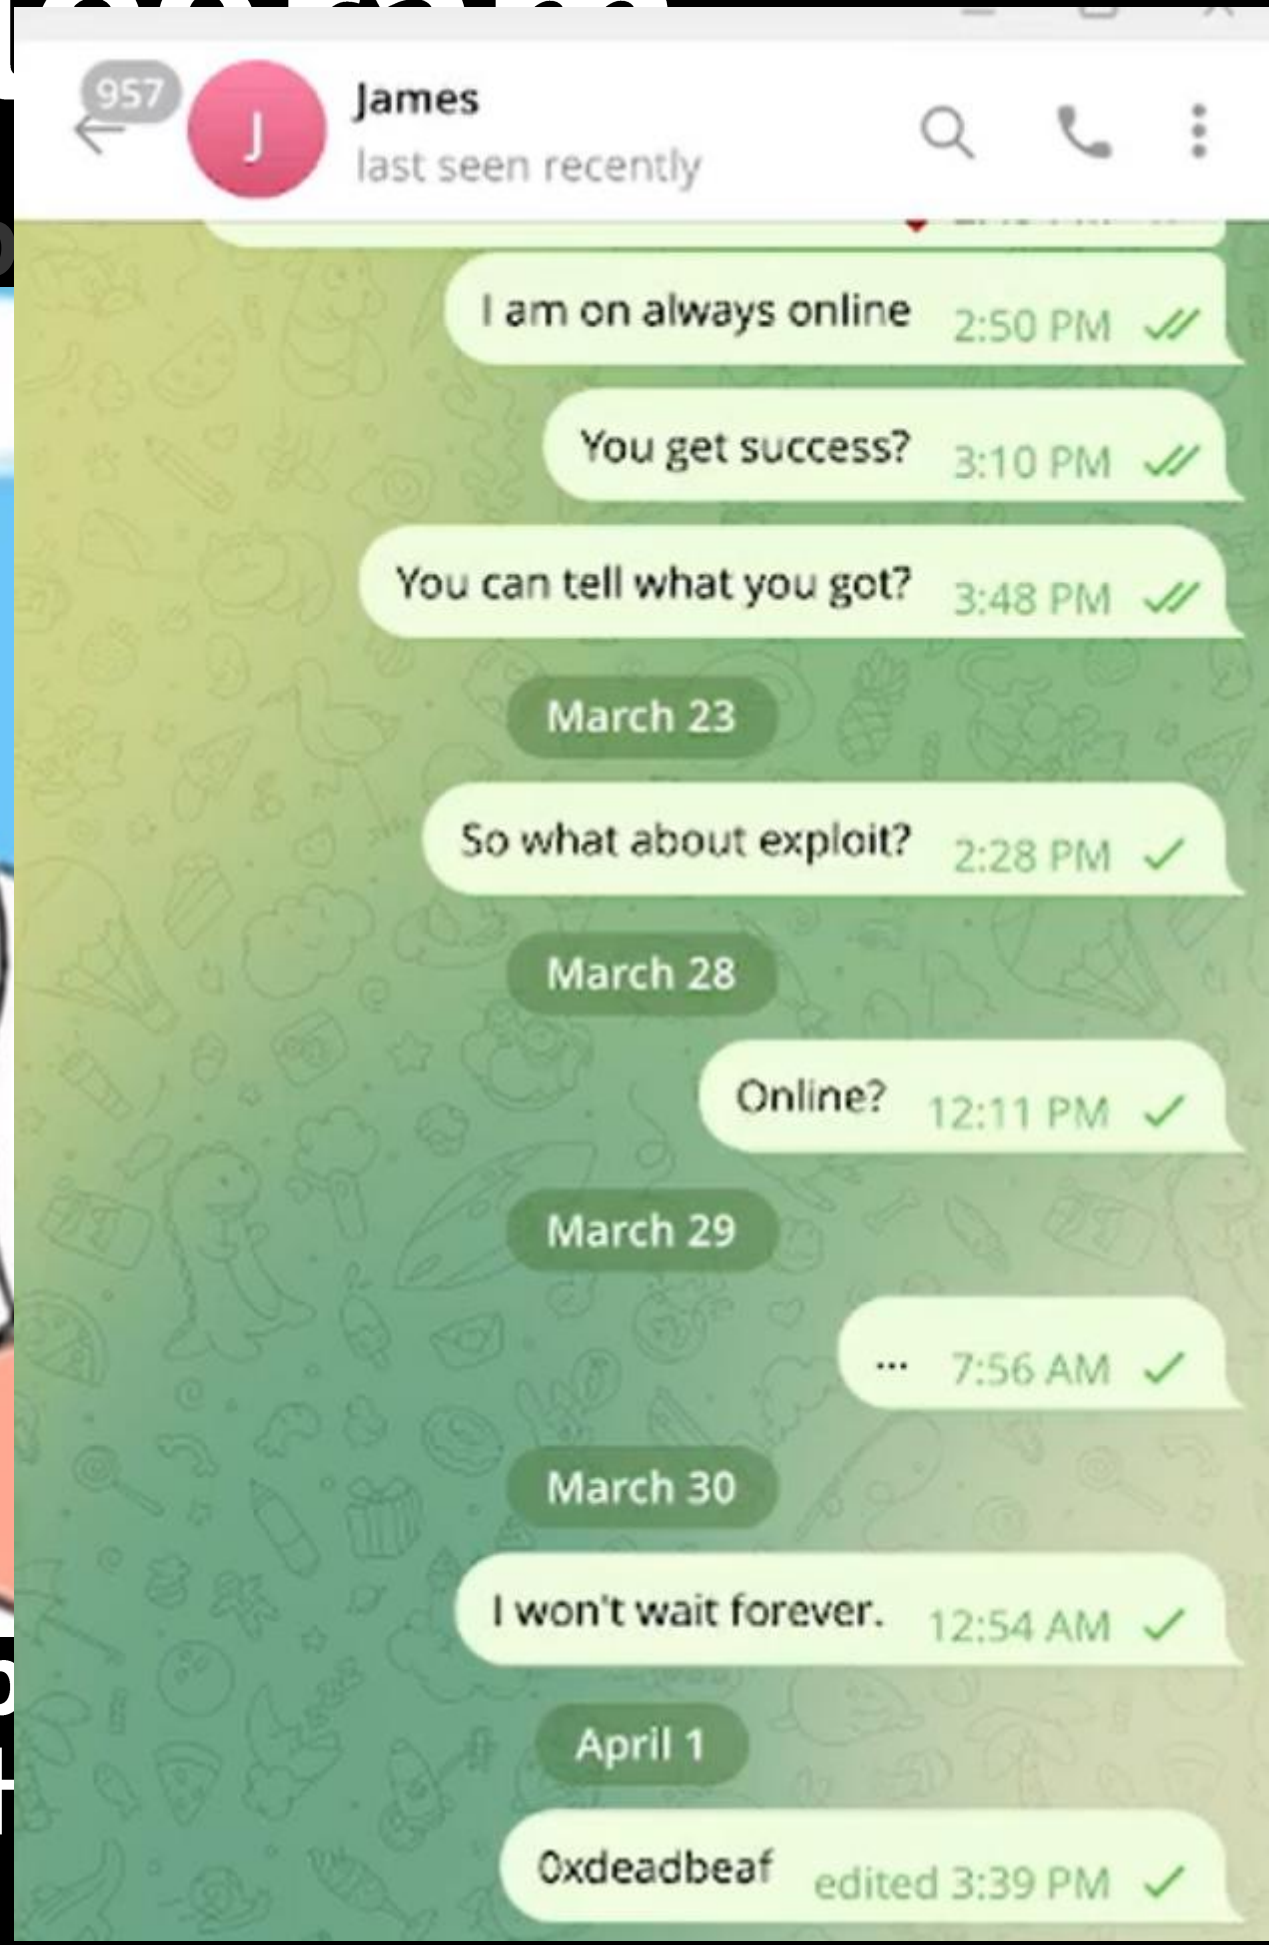 957
J
James
last seen recently
I am on always online 2:50 PM
You get success? 3:10 PM
You can tell what you got? 3:48 PM
March 23
So what about exploit? 2:28 PM
March 28
Online? 12:11 PM
March 29
... 7:56 AM
March 30
I won't wait forever. 12:54 AM
April 1
0xdeadbeaf edited 3:39 PM